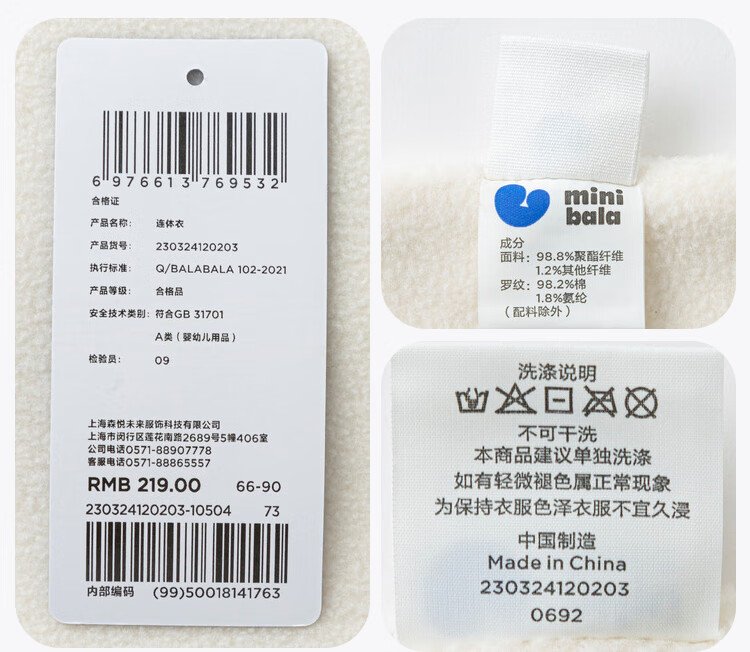 6 976613 769532
合格证
产品名称: 连体衣
产品货号: 230324120203
执行标准: Q/BALABALA 102-2021
产品等级: 合格品
安全技术类别: 符合GB 31701
A类（婴幼儿用品）
检验员: 09
上海森悦未来服饰科技有限公司
上海市闵行区莲花南路2689号5幢406室
公司电话0571-88907778
客服电话0571-88865557
RMB 219.00 66-90
230324120203-10504 73
内部编码 (99)50018141763
mini
bala
成分
面料: 98.8%聚酯纤维
1.2%其他纤维
罗纹: 98.2%棉
1.8%氨纶
（配料除外）
洗涤说明
不可干洗
本商品建议单独洗涤
如有轻微褪色属正常现象
为保持衣服色泽衣服不宜久浸
中国制造
Made in China
230324120203
0692